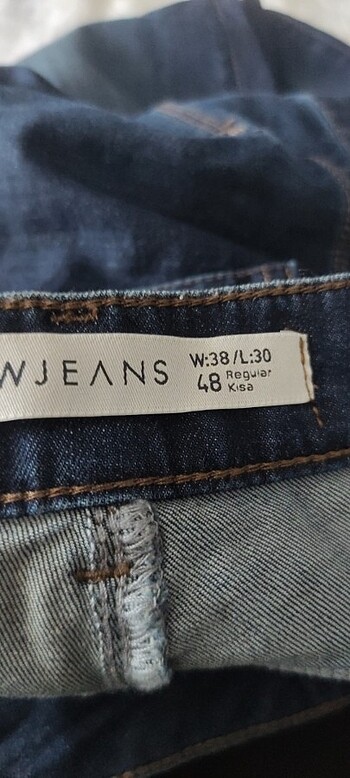 WJEANS
W:38/L:30
48 Regular
Kısa